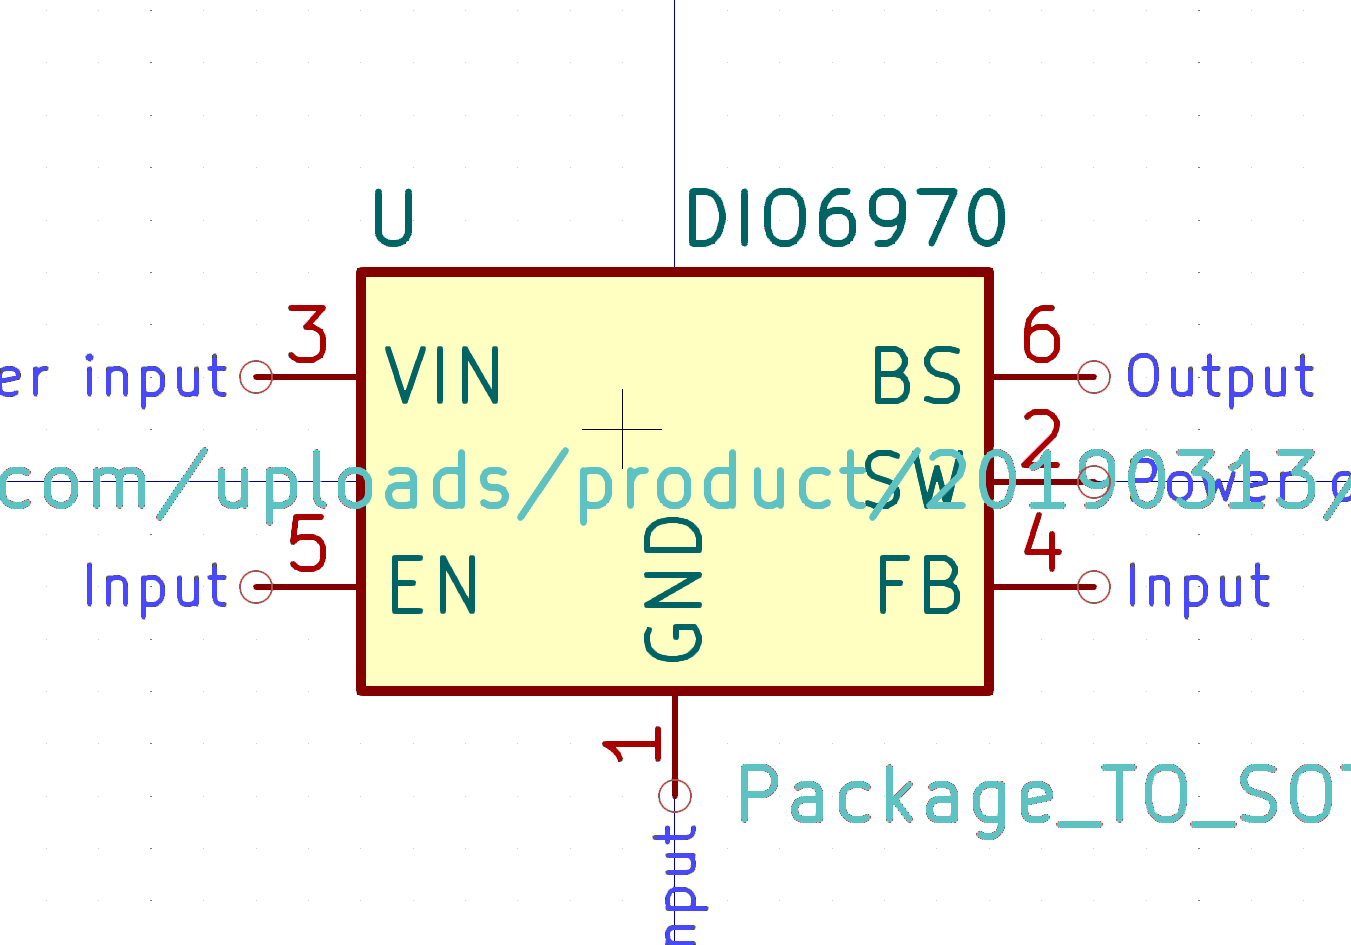 U DIO6970
3 6
er input VIN BS Output
2
com/uploads/product/20190313/
SW Power
5 4
Input EN FB Input
GND
1
Package_TO_SOT
nput